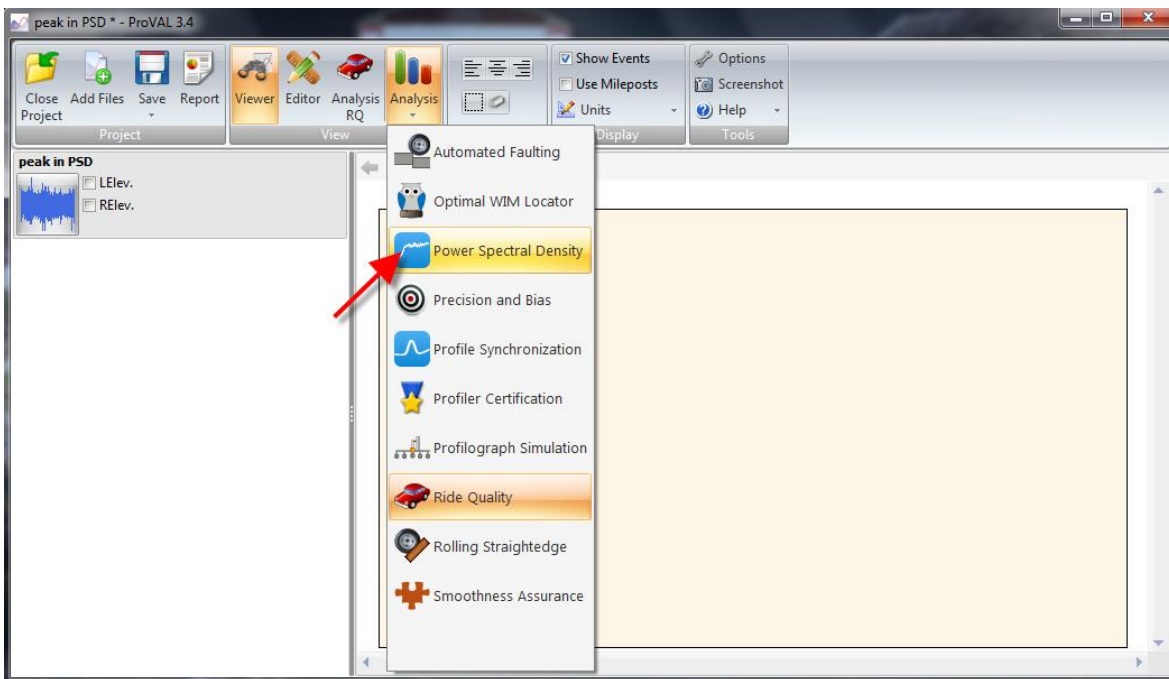 peak in PSD * - ProVAL 3.4
Close Project
Add Files
Save
Report
Viewer
Editor
Analysis RQ
Analysis
Show Events
Use Mileposts
Units
Options
Screenshot
Help
Project
View
Display
Tools
peak in PSD
LElev.
RElev.
Automated Faulting
Optimal WIM Locator
Power Spectral Density
Precision and Bias
Profile Synchronization
Profiler Certification
Profilograph Simulation
Ride Quality
Rolling Straightedge
Smoothness Assurance